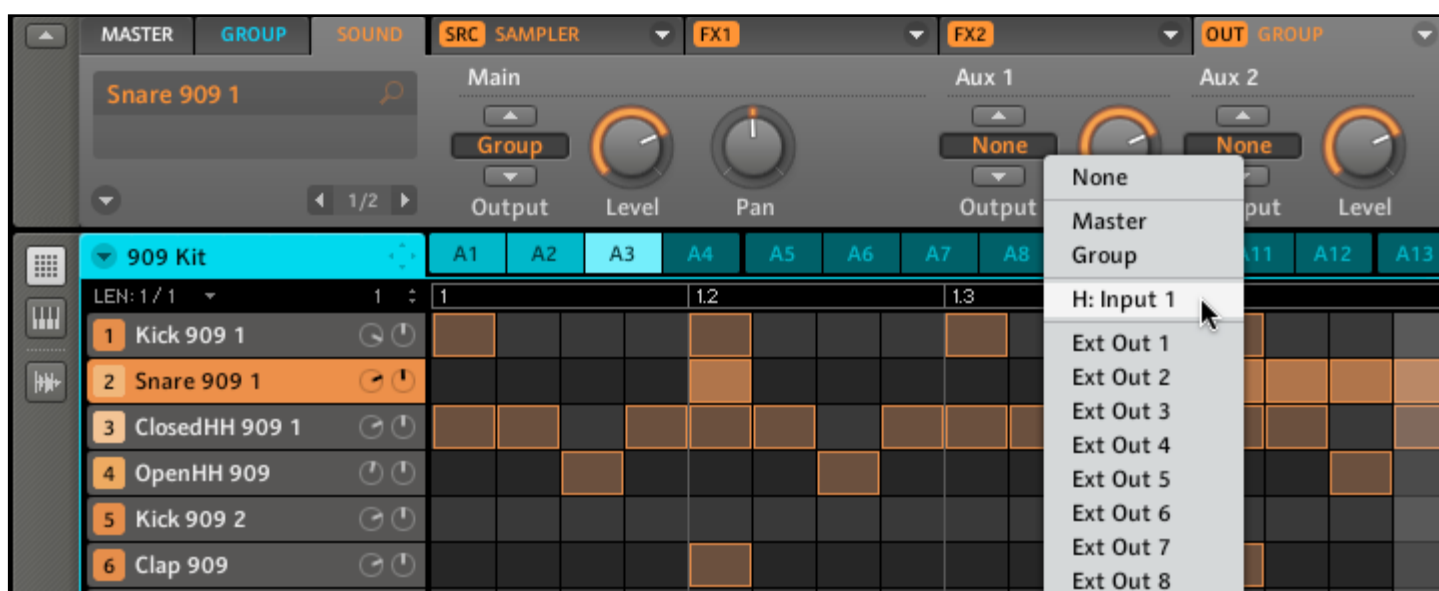 MASTER GROUP SOUND SRC SAMPLER FX1 FX2 OUT GROUP
Snare 909 1 Main Aux 1 Aux 2
Group None None
1/2 Output Level Pan Output put Level
None
Master
Group
H: Input 1
Ext Out 1
Ext Out 2
Ext Out 3
Ext Out 4
Ext Out 5
Ext Out 6
Ext Out 7
Ext Out 8
909 Kit A1 A2 A3 A4 A5 A6 A7 A8 A11 A12 A13
LEN: 1 / 1 1 1 1.2 1.3
1 Kick 909 1
2 Snare 909 1
3 ClosedHH 909 1
4 OpenHH 909
5 Kick 909 2
6 Clap 909